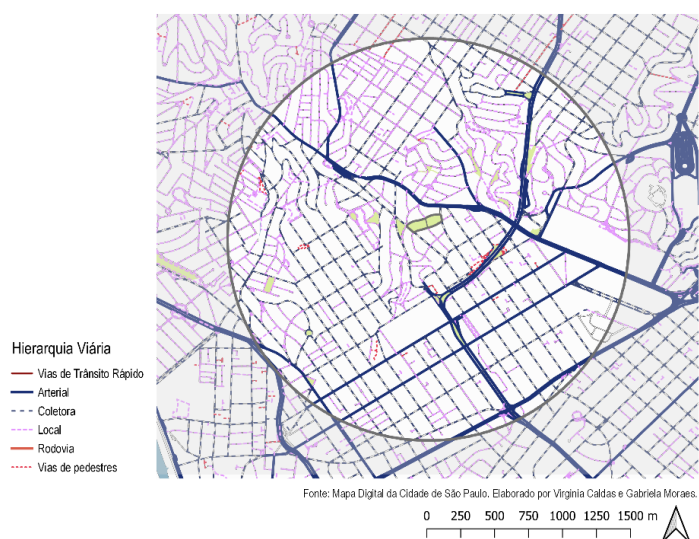 Hierarquia Viária
Vias de Trânsito Rápido
Arterial
Coletora
Local
Rodovia
Vias de pedestres
Fonte: Mapa Digital da Cidade de São Paulo. Elaborado por Virginia Caldas e Gabriela Moraes.
0 250 500 750 1000 1250 1500 m